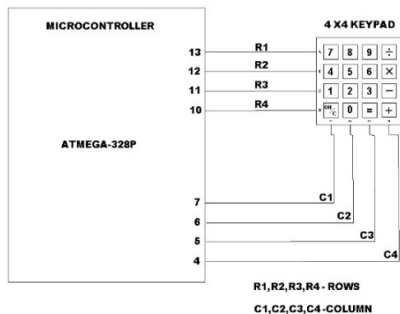 MICROCONTROLLER
4 X4 KEYPAD
13 R1
12 R2
11 R3
10 R4
7 8 9 ÷
4 5 6 ×
1 2 3 −
ON/C 0 = +
ATMEGA-328P
7 C1
6 C2
5 C3
4 C4
R1,R2,R3,R4- ROWS
C1,C2,C3,C4-COLUMN